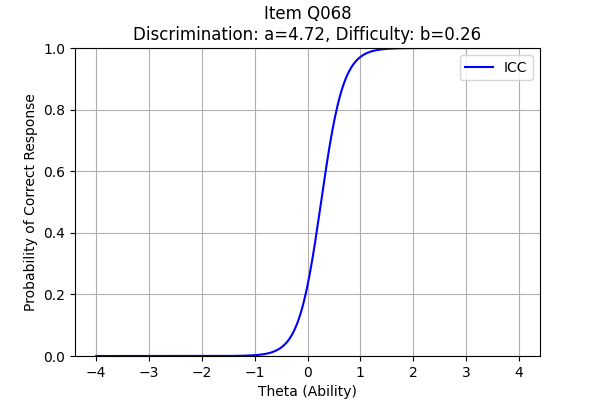 Item Q068
Discrimination: a=4.72, Difficulty: b=0.26
ICC
Probability of Correct Response
1.0
0.8
0.6
0.4
0.2
0.0
−4 −3 −2 −1 0 1 2 3 4
Theta (Ability)